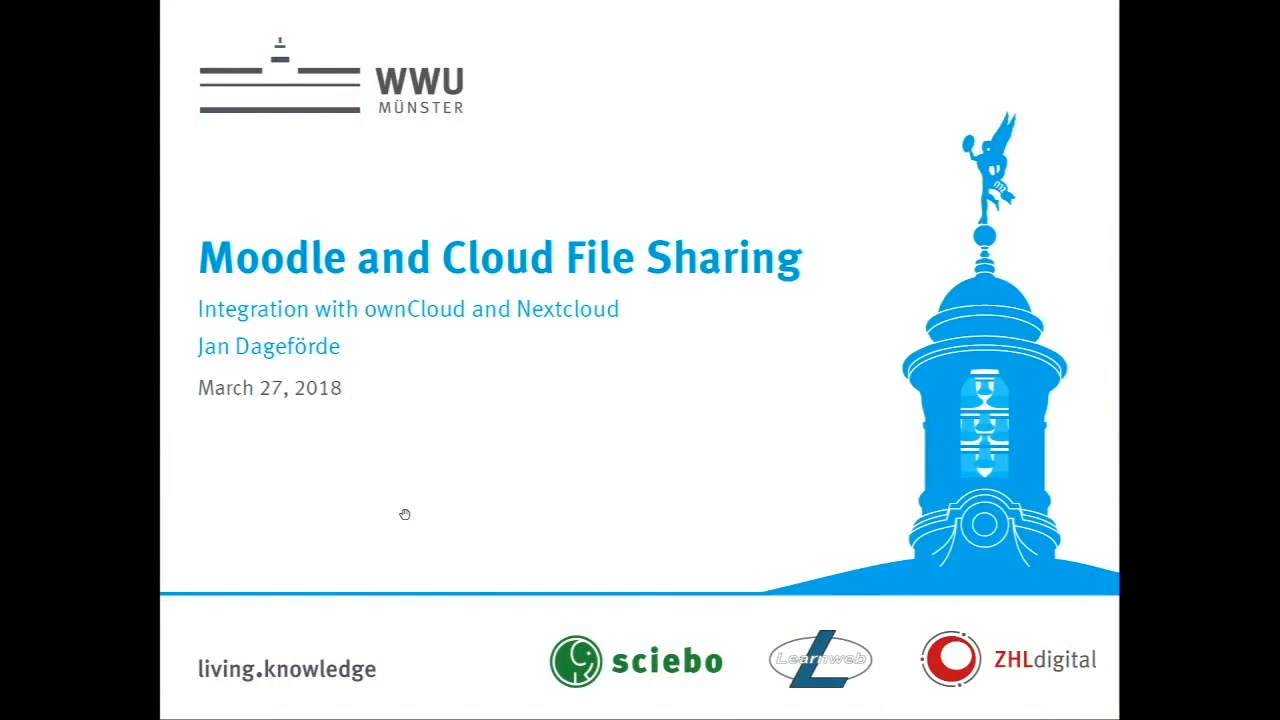 WWU
MÜNSTER
Moodle and Cloud File Sharing
Integration with ownCloud and Nextcloud
Jan Dageförde
March 27, 2018
living.knowledge
sciebo
Learnweb
ZHLdigital